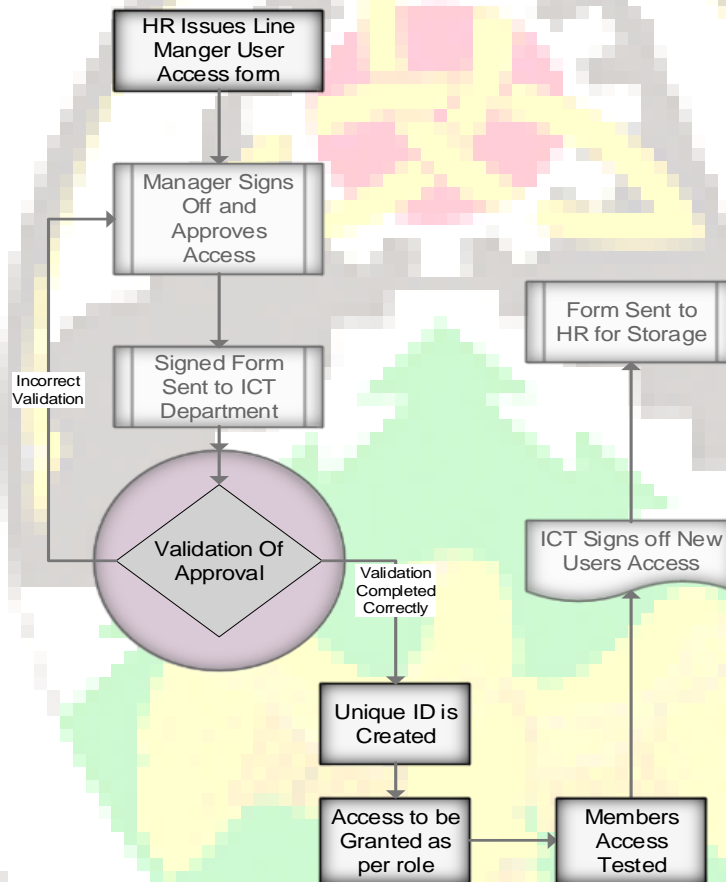 HR Issues Line
Manger User
Access form
Manager Signs
Off and
Approves
Access
Signed Form
Sent to ICT
Department
Incorrect
Validation
Validation Of
Approval
Validation
Completed
Correctly
Unique ID is
Created
Access to be
Granted as
per role
Members
Access
Tested
ICT Signs off New
Users Access
Form Sent to
HR for Storage